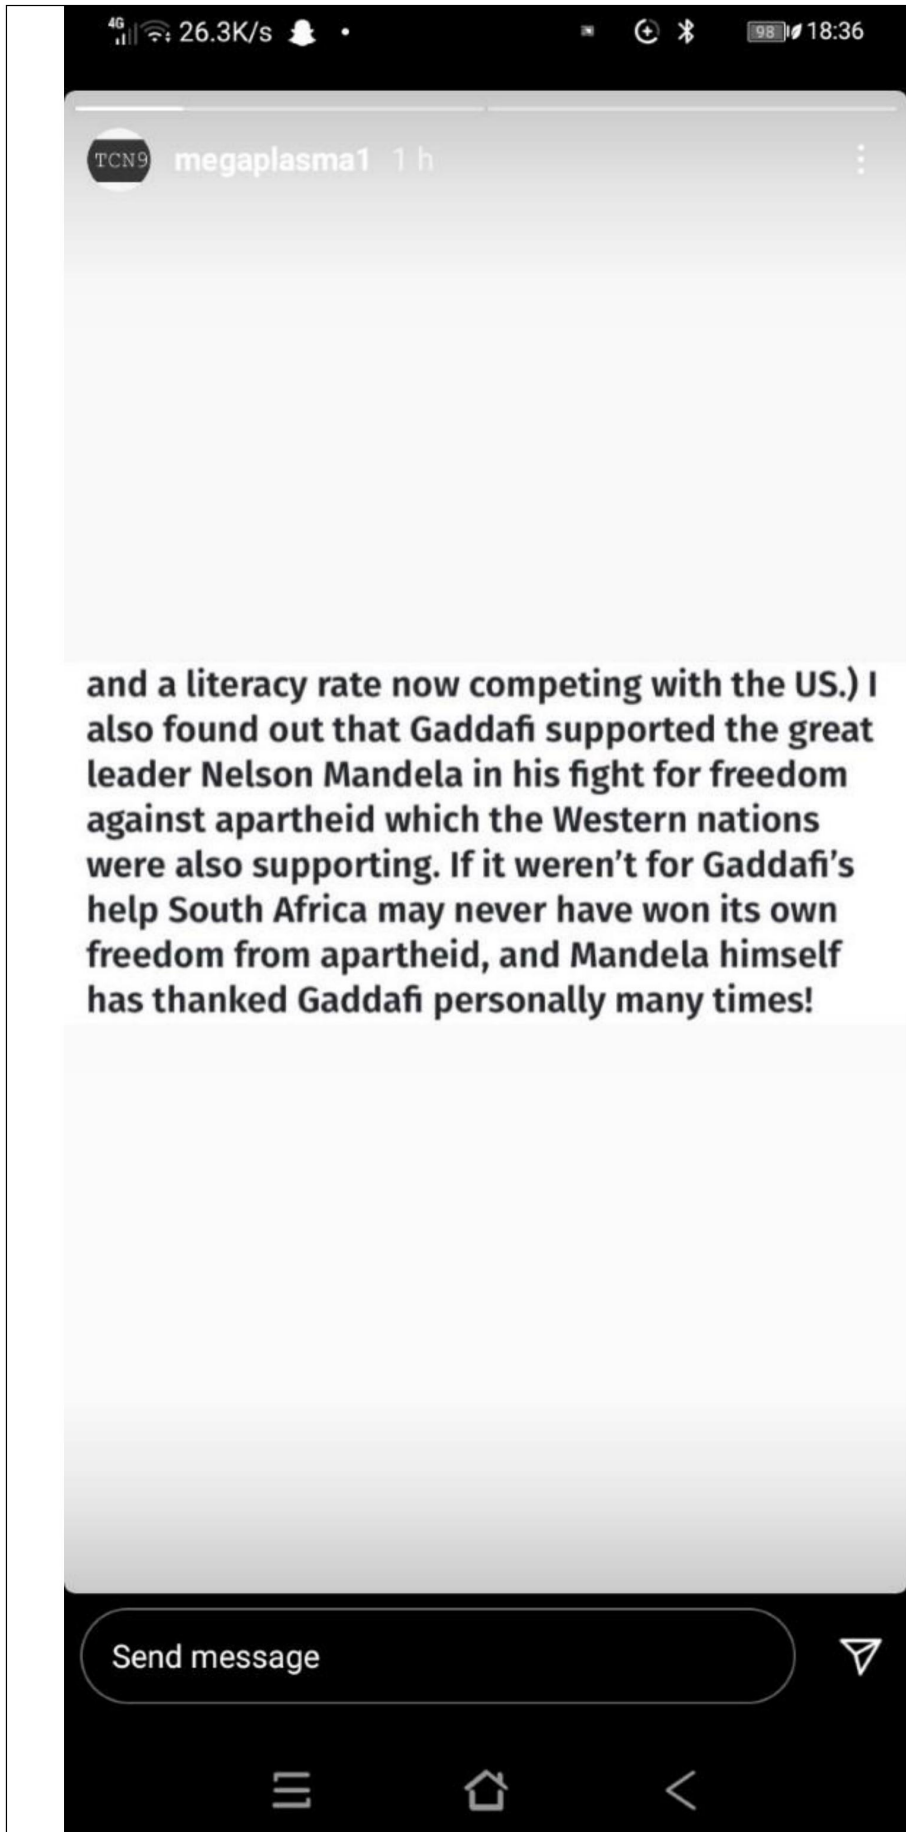 4G 26.3K/s 98 18:36
TCN9 megaplasma1 1 h
and a literacy rate now competing with the US.) I
also found out that Gaddafi supported the great
leader Nelson Mandela in his fight for freedom
against apartheid which the Western nations
were also supporting. If it weren’t for Gaddafi’s
help South Africa may never have won its own
freedom from apartheid, and Mandela himself
has thanked Gaddafi personally many times!
Send message